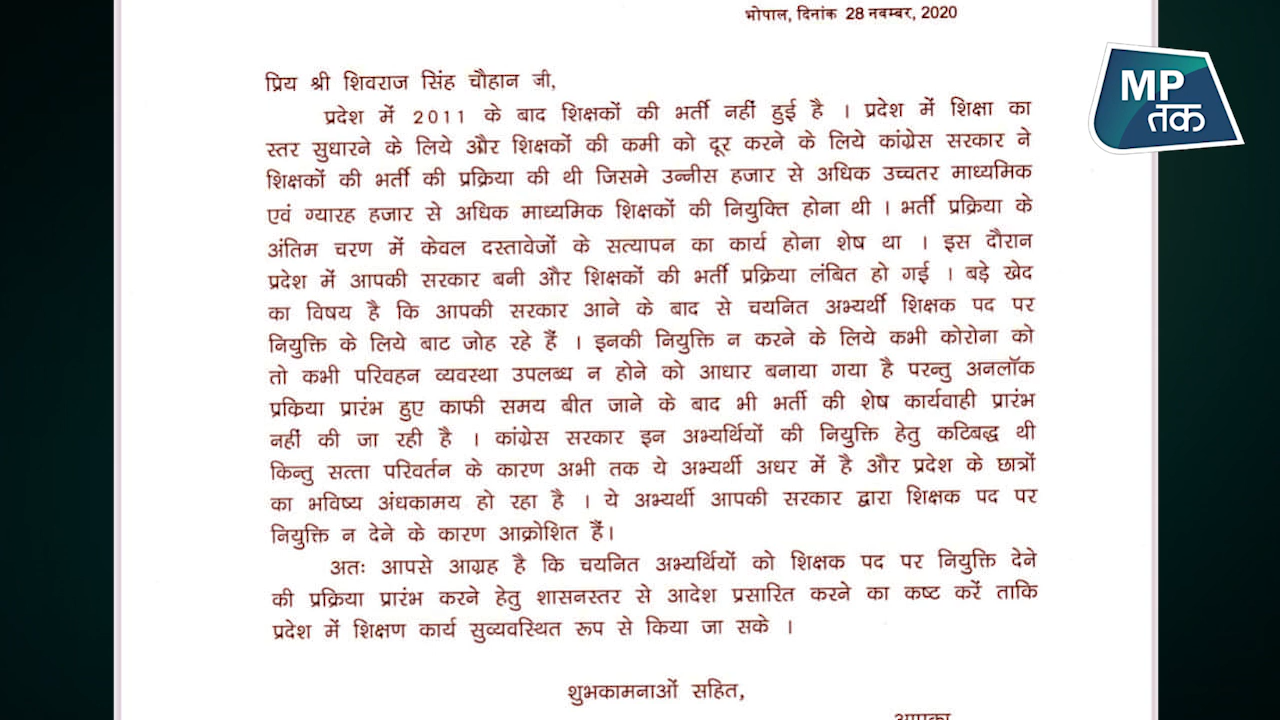 भोपाल, दिनांक 28 नवम्बर, 2020
MP
तक
प्रिय श्री शिवराज सिंह चौहान जी,
प्रदेश में 2011 के बाद शिक्षकों की भर्ती नहीं हुई है । प्रदेश में शिक्षा का
स्तर सुधारने के लिये और शिक्षकों की कमी को दूर करने के लिये कांग्रेस सरकार ने
शिक्षकों की भर्ती की प्रक्रिया की थी जिसमे उन्नीस हजार से अधिक उच्चतर माध्यमिक
एवं ग्यारह हजार से अधिक माध्यमिक शिक्षकों की नियुक्ति होना थी । भर्ती प्रक्रिया के
अंतिम चरण में केवल दस्तावेजों के सत्यापन का कार्य होना शेष था । इस दौरान
प्रदेश में आपकी सरकार बनी और शिक्षकों की भर्ती प्रक्रिया लंबित हो गई । बड़े खेद
का विषय है कि आपकी सरकार आने के बाद से चयनित अभ्यर्थी शिक्षक पद पर
नियुक्ति के लिये बाट जोह रहे हैं । इनकी नियुक्ति न करने के लिये कभी कोरोना को
तो कभी परिवहन व्यवस्था उपलब्ध न होने को आधार बनाया गया है परन्तु अनलॉक
प्रकिया प्रारंभ हुए काफी समय बीत जाने के बाद भी भर्ती की शेष कार्यवाही प्रारंभ
नहीं की जा रही है । कांग्रेस सरकार इन अभ्यर्थियों की नियुक्ति हेतु कटिबद्ध थी
किन्तु सत्ता परिवर्तन के कारण अभी तक ये अभ्यर्थी अधर में है और प्रदेश के छात्रों
का भविष्य अंधकामय हो रहा है । ये अभ्यर्थी आपकी सरकार द्वारा शिक्षक पद पर
नियुक्ति न देने के कारण आक्रोशित हैं।
अतः आपसे आग्रह है कि चयनित अभ्यर्थियों को शिक्षक पद पर नियुक्ति देने
की प्रक्रिया प्रारंभ करने हेतु शासनस्तर से आदेश प्रसारित करने का कष्ट करें ताकि
प्रदेश में शिक्षण कार्य सुव्यवस्थित रूप से किया जा सके ।
शुभकामनाओं सहित,
आपका